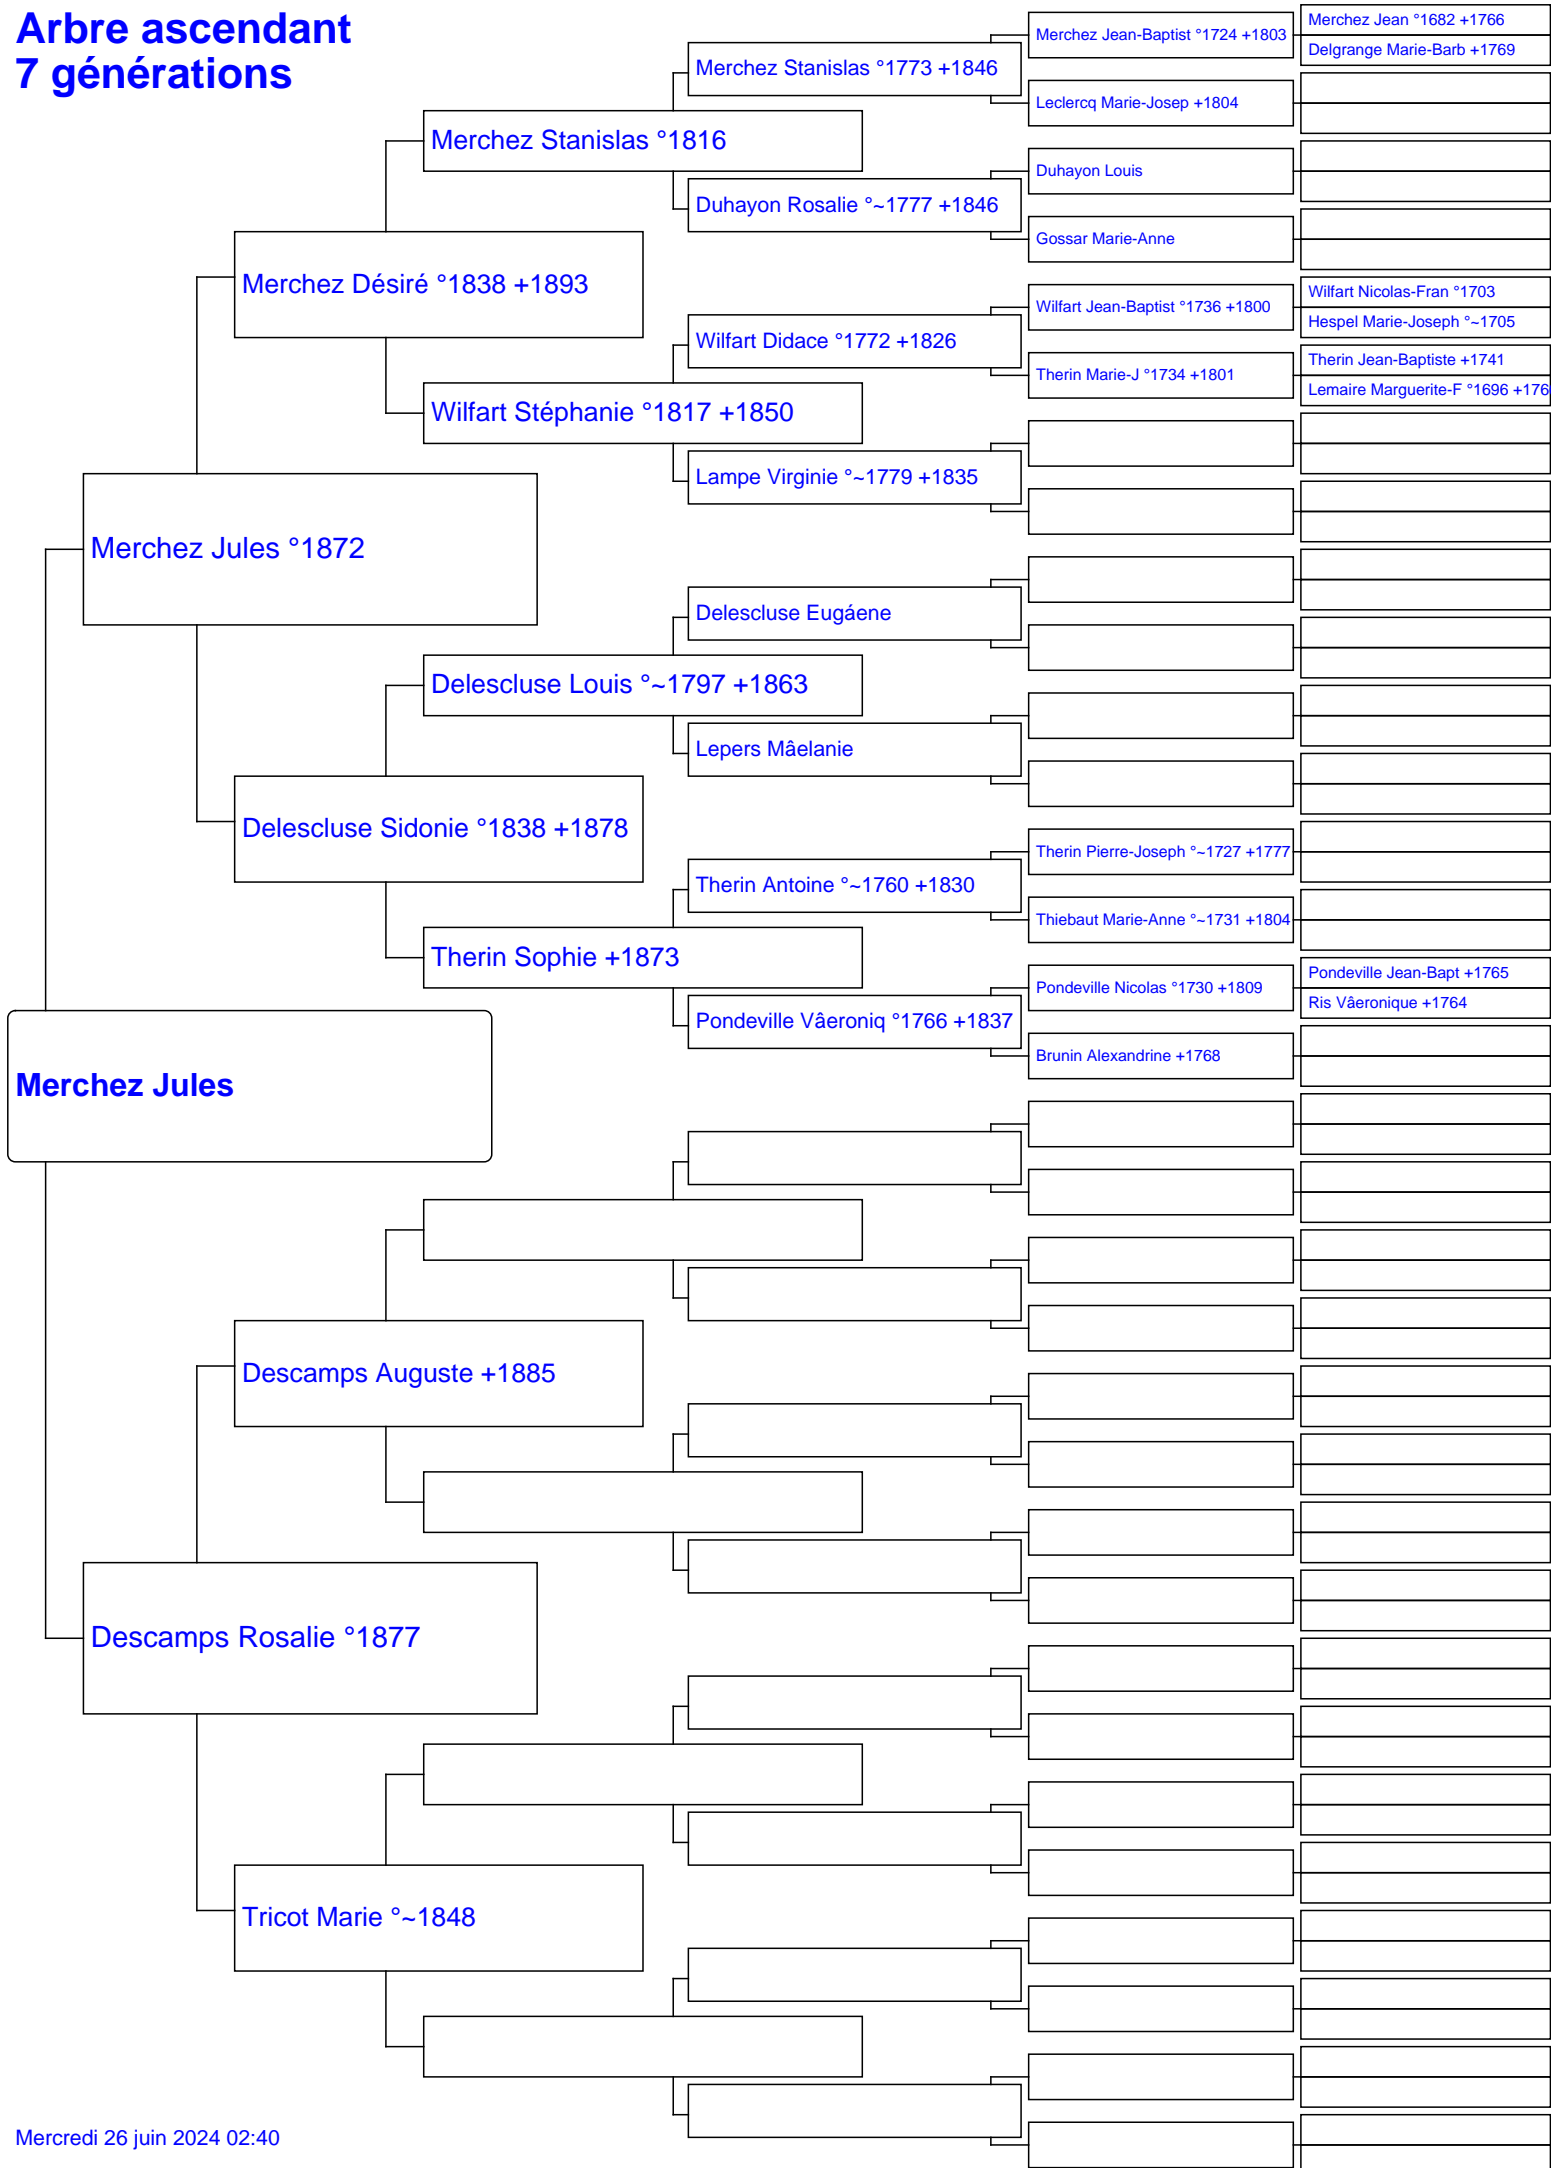 Arbre ascendant
7 générations
Merchez Jules
Merchez Jules °1872
Descamps Rosalie °1877
Merchez Désiré °1838 +1893
Delescluse Sidonie °1838 +1878
Descamps Auguste +1885
Tricot Marie °~1848
Merchez Stanislas °1816
Wilfart Stéphanie °1817 +1850
Delescluse Louis °~1797 +1863
Therin Sophie +1873
Merchez Stanislas °1773 +1846
Duhayon Rosalie °~1777 +1846
Wilfart Didace °1772 +1826
Lampe Virginie °~1779 +1835
Delescluse Eugáene
Lepers Mâelanie
Therin Antoine °~1760 +1830
Pondeville Vâeroniq °1766 +1837
Merchez Jean-Baptist °1724 +1803
Leclercq Marie-Josep +1804
Duhayon Louis
Gossar Marie-Anne
Wilfart Jean-Baptist °1736 +1800
Therin Marie-J °1734 +1801
Therin Pierre-Joseph °~1727 +1777
Thiebaut Marie-Anne °~1731 +1804
Pondeville Nicolas °1730 +1809
Brunin Alexandrine +1768
Merchez Jean °1682 +1766
Delgrange Marie-Barb +1769
Wilfart Nicolas-Fran °1703
Hespel Marie-Joseph °~1705
Therin Jean-Baptiste +1741
Lemaire Marguerite-F °1696 +176
Pondeville Jean-Bapt +1765
Ris Vâeronique +1764
Mercredi 26 juin 2024 02:40